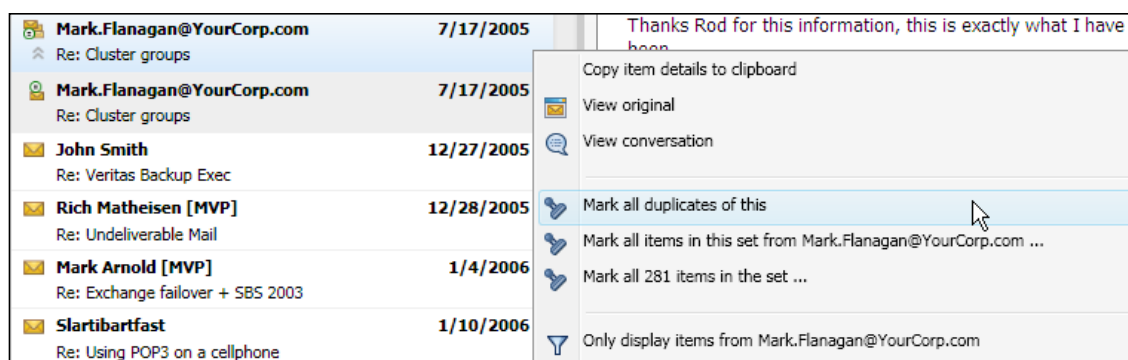 Mark.Flanagan@YourCorp.com 7/17/2005
Re: Cluster groups
Mark.Flanagan@YourCorp.com 7/17/2005
Re: Cluster groups
John Smith 12/27/2005
Re: Veritas Backup Exec
Rich Matheisen [MVP] 12/28/2005
Re: Undeliverable Mail
Mark Arnold [MVP] 1/4/2006
Re: Exchange failover + SBS 2003
Slartibartfast 1/10/2006
Re: Using POP3 on a cellphone
Thanks Rod for this information, this is exactly what I have
been
Copy item details to clipboard
View original
View conversation
Mark all duplicates of this
Mark all items in this set from Mark.Flanagan@YourCorp.com ...
Mark all 281 items in the set ...
Only display items from Mark.Flanagan@YourCorp.com